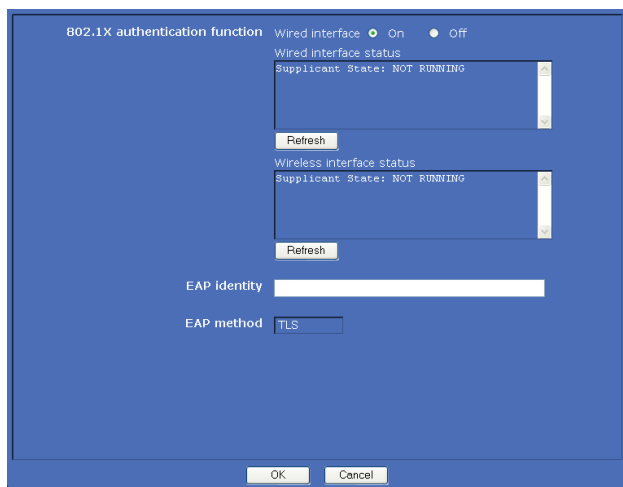 802.1X authentication function Wired interface On Off
Wired interface status
Supplicant State: NOT RUNNING
Refresh
Wireless interface status
Supplicant State: NOT RUNNING
Refresh
EAP identity
EAP method TLS
OK Cancel